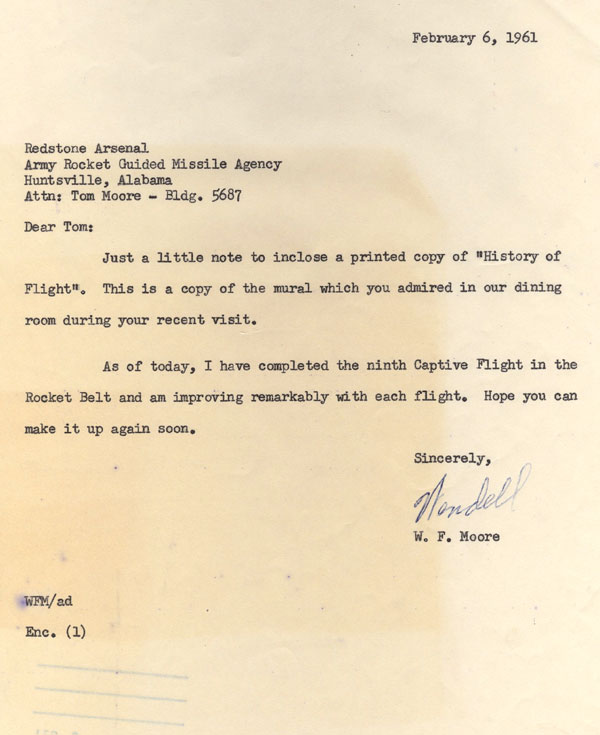 February 6, 1961
Redstone Arsenal
Army Rocket Guided Missile Agency
Huntsville, Alabama
Attn: Tom Moore - Bldg. 5687
Dear Tom:
Just a little note to inclose a printed copy of "History of
Flight". This is a copy of the mural which you admired in our dining
room during your recent visit.
As of today, I have completed the ninth Captive Flight in the
Rocket Belt and am improving remarkably with each flight. Hope you can
make it up again soon.
Sincerely,
Wendell
W. F. Moore
WFM/ad
Enc. (1)